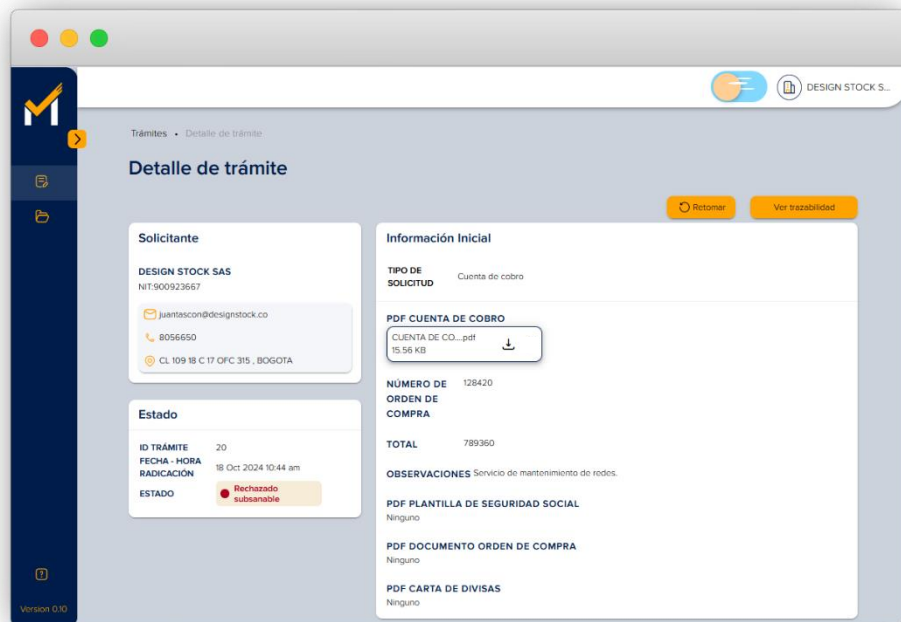 DESIGN STOCK S...
Trámites • Detalle de trámite
Detalle de trámite
Retomar
Ver trazabilidad
Solicitante
DESIGN STOCK SAS
NIT:900923667
juantascon@designstock.co
8056650
CL 109 18 C 17 OFC 315 , BOGOTA
Estado
ID TRÁMITE 20
FECHA - HORA
RADICACIÓN
18 Oct 2024 10:44 am
ESTADO
Rechazado
subsanable
Información Inicial
TIPO DE
SOLICITUD
Cuenta de cobro
PDF CUENTA DE COBRO
CUENTA DE CO....pdf
15.56 KB
NÚMERO DE
ORDEN DE
COMPRA
128420
TOTAL 789360
OBSERVACIONES Servicio de mantenimiento de redes.
PDF PLANTILLA DE SEGURIDAD SOCIAL
Ninguno
PDF DOCUMENTO ORDEN DE COMPRA
Ninguno
PDF CARTA DE DIVISAS
Ninguno
Version 0.10